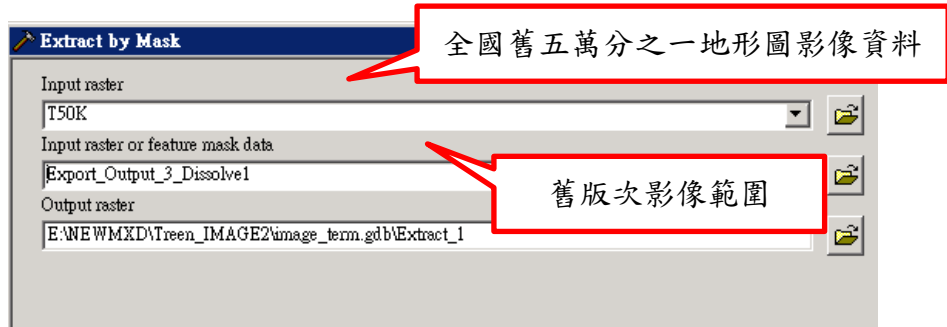 Extract by Mask
全國舊五萬分之一地形圖影像資料
Input raster
T50K
Input raster or feature mask data
Export_Output_3_Dissolve1
舊版次影像範圍
Output raster
E:\NEWMXD\Treen_IMAGE2\image_term.gdb\Extract_1